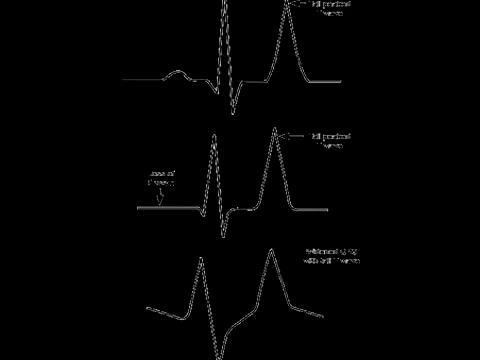 Tall peaked
T wave
Tall peaked
T wave
Loss of
P wave
Widened QRS
with tall T wave